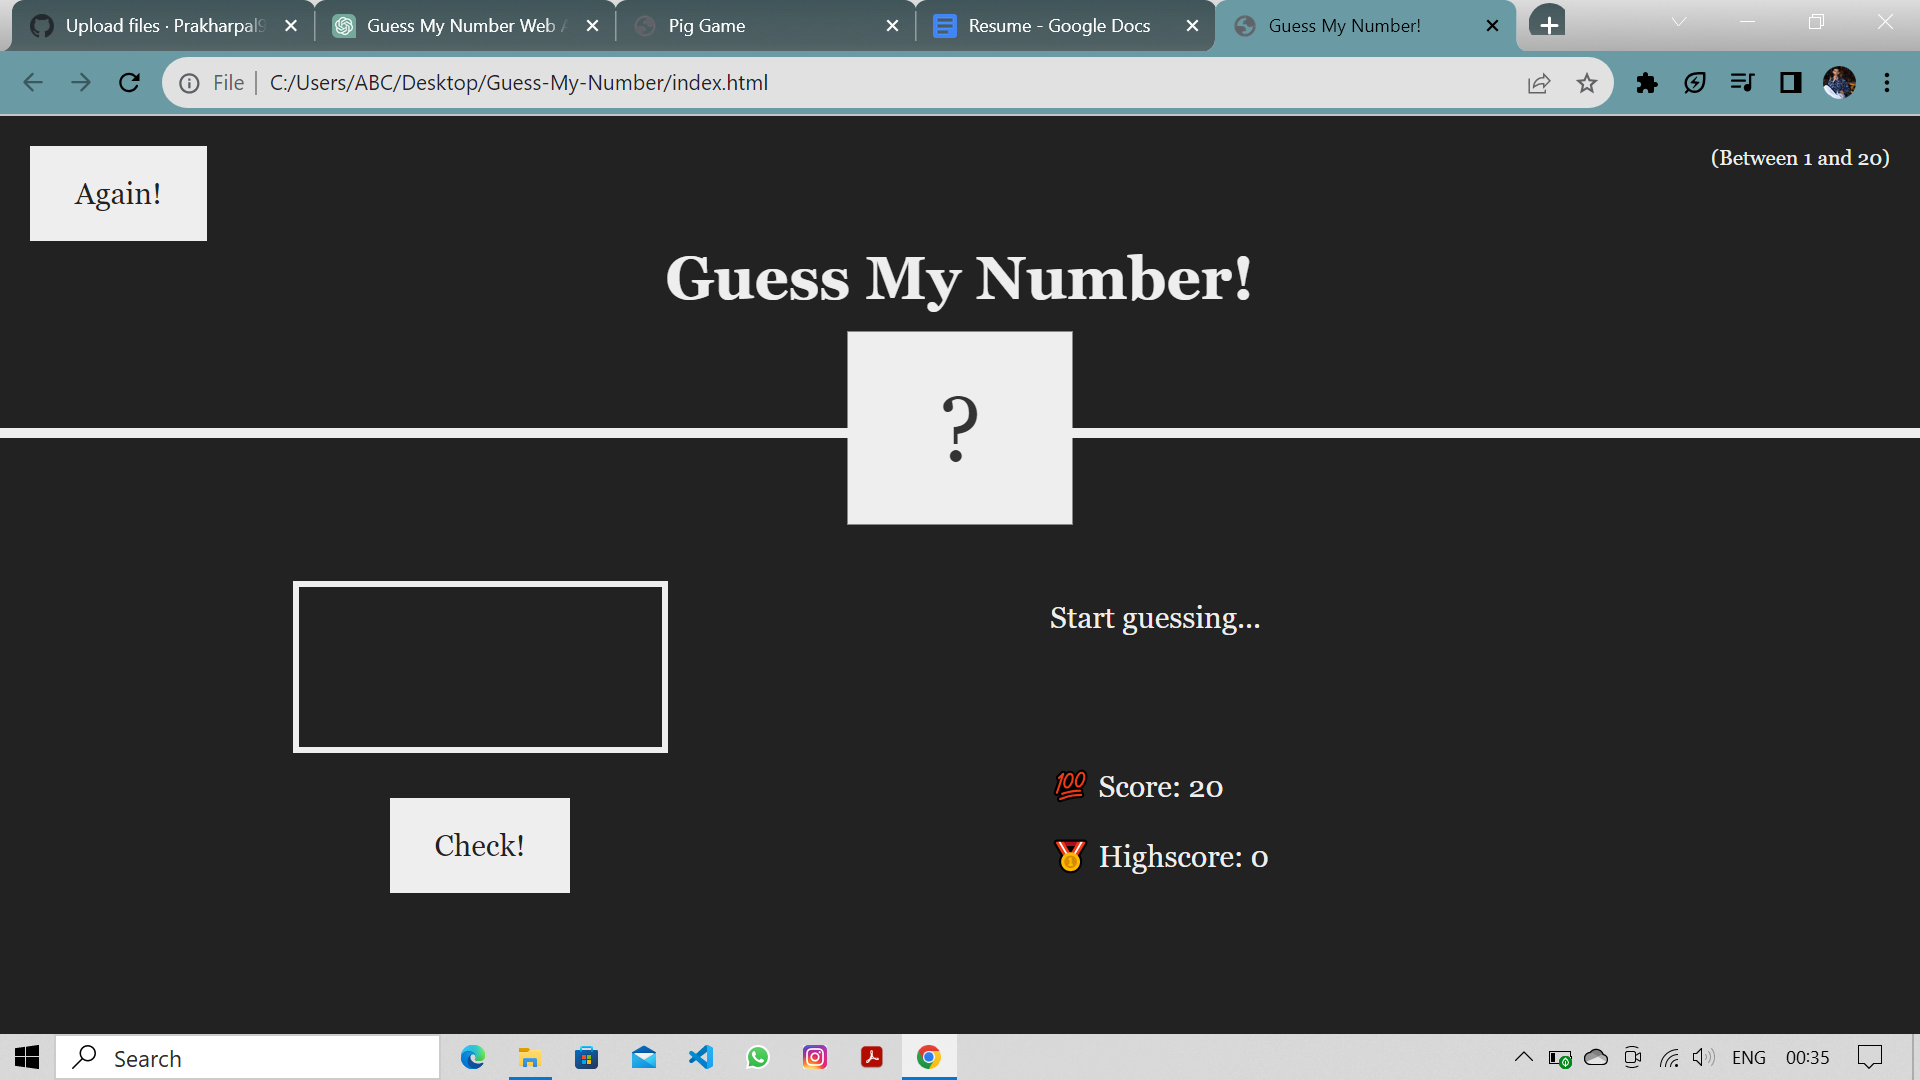 Upload files · Prakharpal9
Guess My Number Web A
Pig Game
Resume - Google Docs
Guess My Number!
File
C:/Users/ABC/Desktop/Guess-My-Number/index.html
Again!
(Between 1 and 20)
Guess My Number!
?
Start guessing...
💯 Score: 20
🥇 Highscore: 0
Check!
Search
ENG
00:35